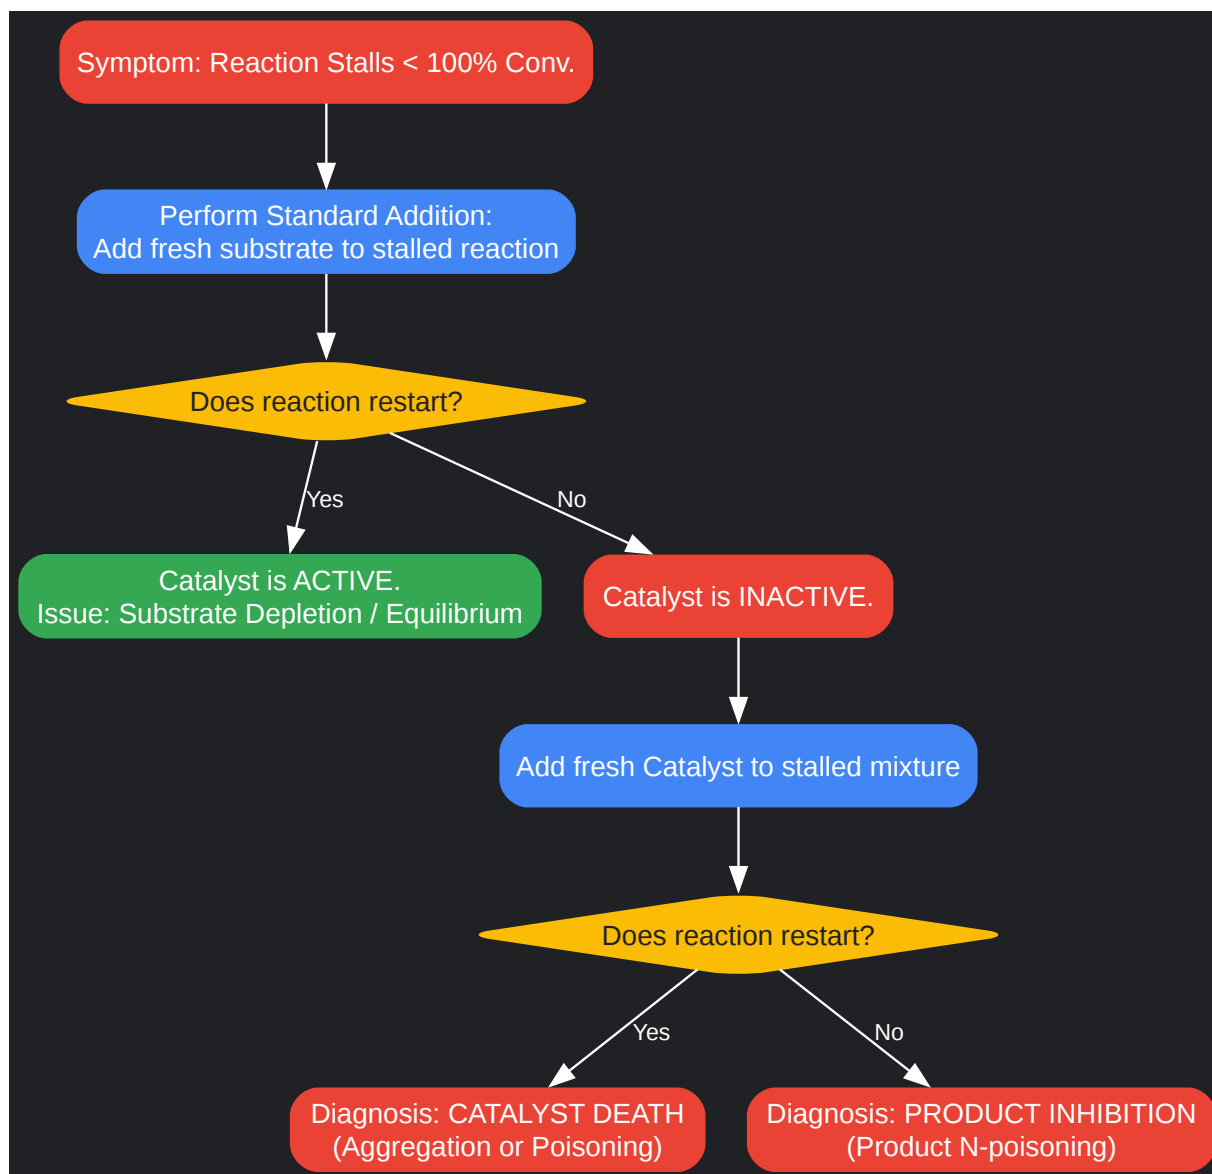 Symptom: Reaction Stalls < 100% Conv.
Perform Standard Addition:
Add fresh substrate to stalled reaction
Does reaction restart?
Yes
No
Catalyst is ACTIVE.
Issue: Substrate Depletion / Equilibrium
Catalyst is INACTIVE.
Add fresh Catalyst to stalled mixture
Does reaction restart?
Yes
No
Diagnosis: CATALYST DEATH
(Aggregation or Poisoning)
Diagnosis: PRODUCT INHIBITION
(Product N-poisoning)